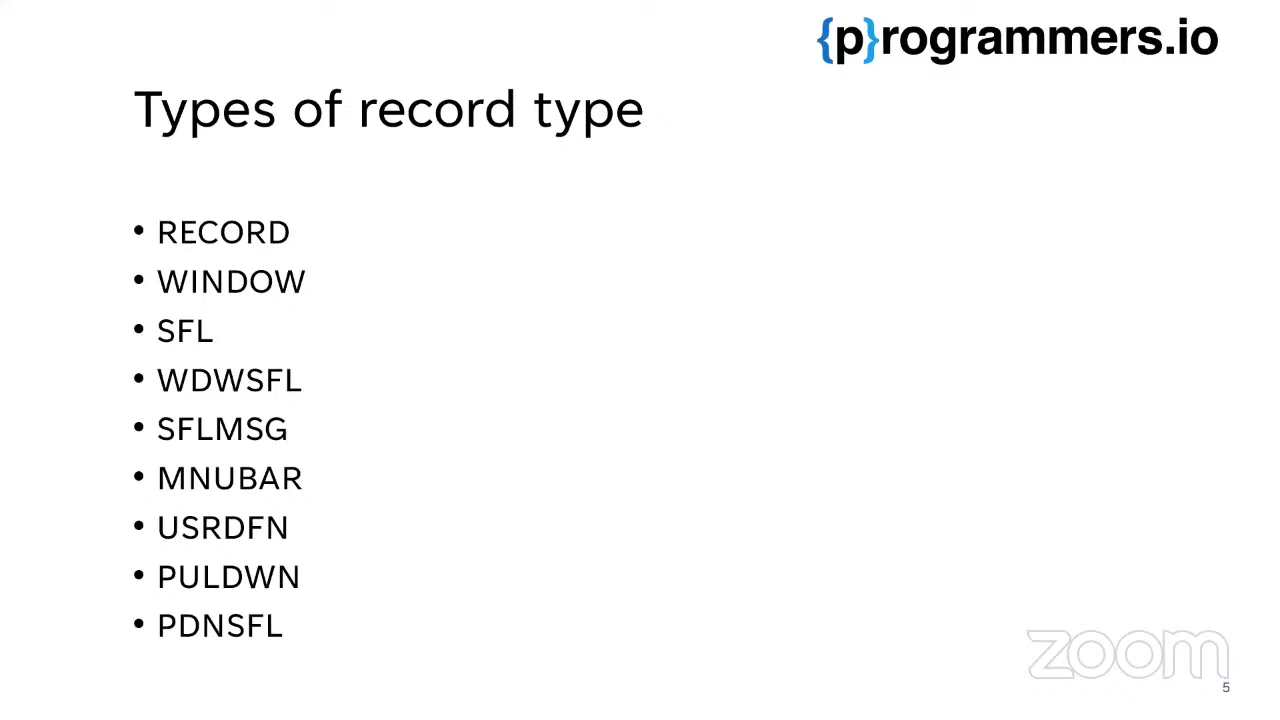 {p}rogrammers.io
Types of record type
• RECORD
• WINDOW
• SFL
• WDWSFL
• SFLMSG
• MNUBAR
• USRDFN
• PULDWN
• PDNSFL
zoom
5